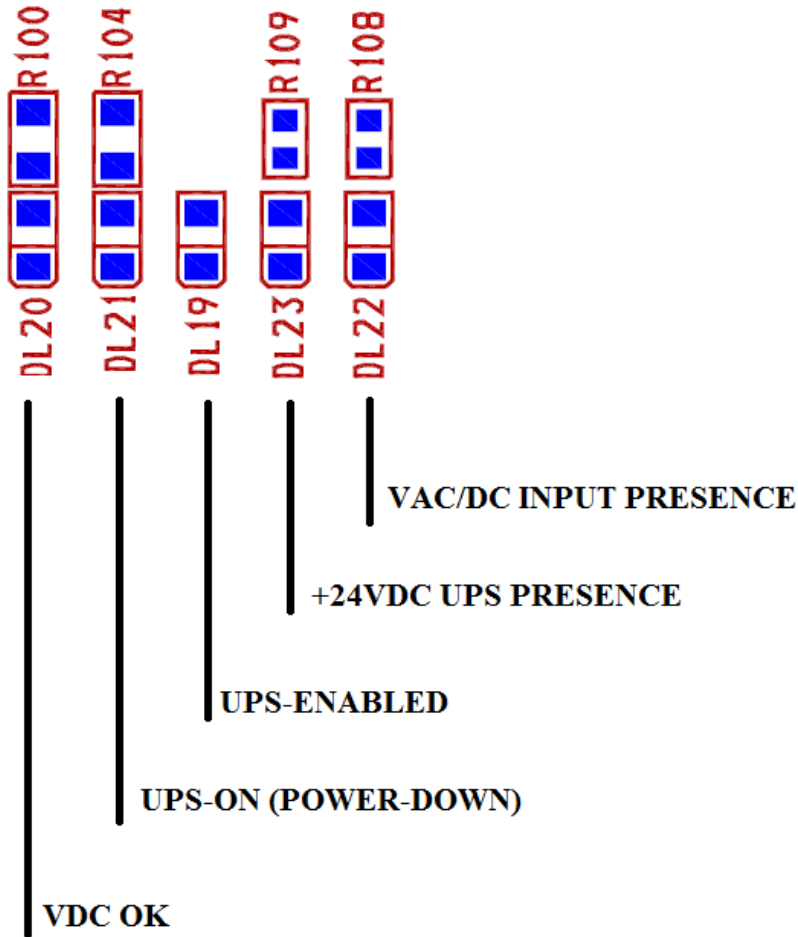 R100
R104
R109
R108
DL20
DL21
DL19
DL23
DL22
VAC/DC INPUT PRESENCE
+24VDC UPS PRESENCE
UPS-ENABLED
UPS-ON (POWER-DOWN)
VDC OK